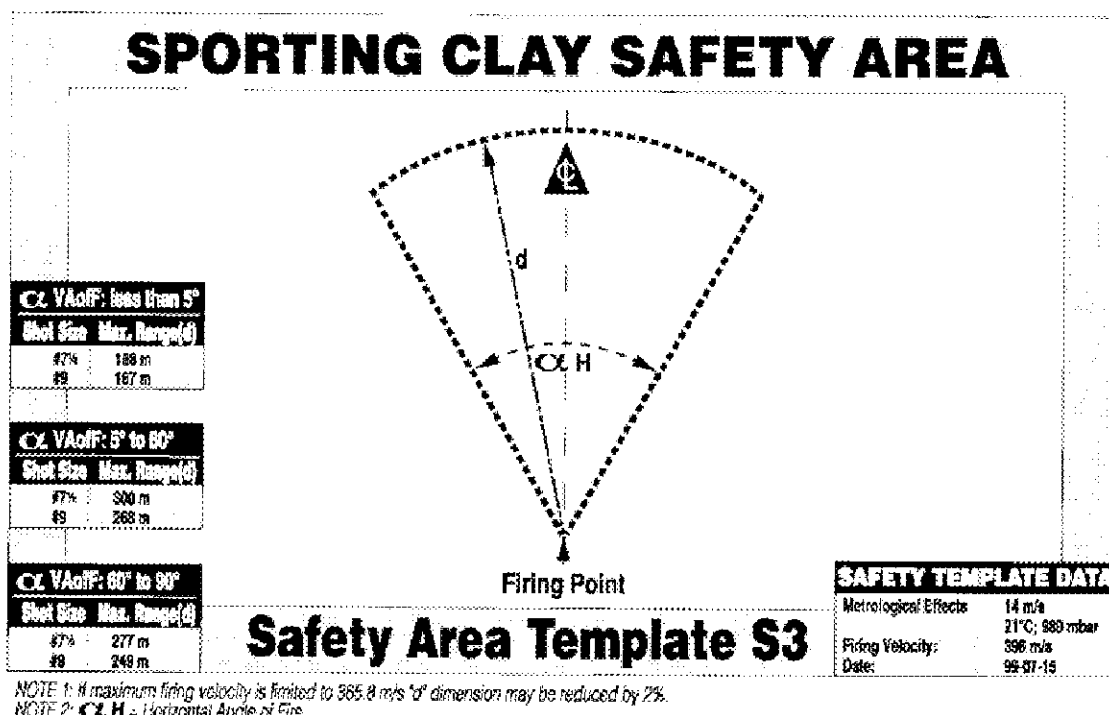 SPORTING CLAY SAFETY AREA
℄
d
α H
α VAofF: less than 5°
Shot Size Max. Range(d)
#7½ 188 m
#9 167 m
α VAofF: 5° to 60°
Shot Size Max. Range(d)
#7½ 300 m
#9 268 m
α VAofF: 60° to 90°
Shot Size Max. Range(d)
#7½ 277 m
#9 249 m
Firing Point
Safety Area Template S3
SAFETY TEMPLATE DATA
Metrological Effects 14 m/s
21°C; 980 mbar
Firing Velocity: 396 m/s
Date: 99-07-15
NOTE 1: If maximum firing velocity is limited to 365.8 m/s "d" dimension may be reduced by 2%.
NOTE 2: α H - Horizontal Angle of Fire